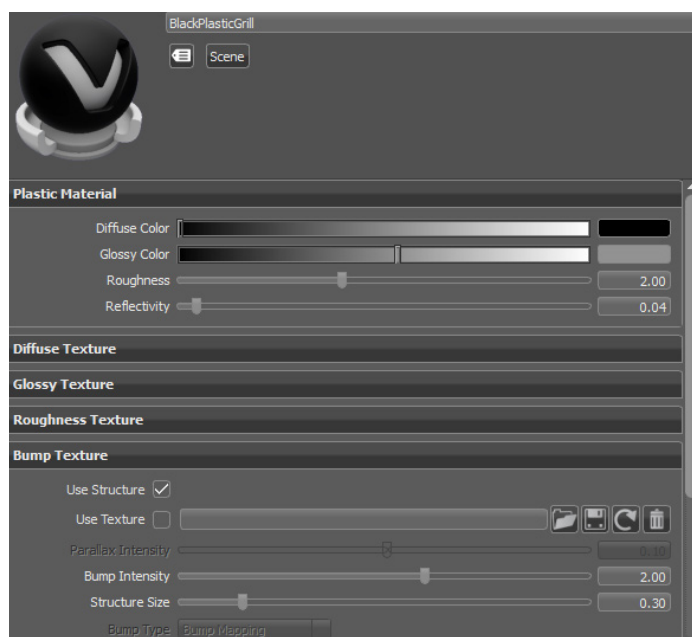 BlackPlasticGrill
Scene
Plastic Material
Diffuse Color
Glossy Color
Roughness 2.00
Reflectivity 0.04
Diffuse Texture
Glossy Texture
Roughness Texture
Bump Texture
Use Structure
Use Texture
Parallax Intensity 0.10
Bump Intensity 2.00
Structure Size 0.30
Bump Type Bump Mapping